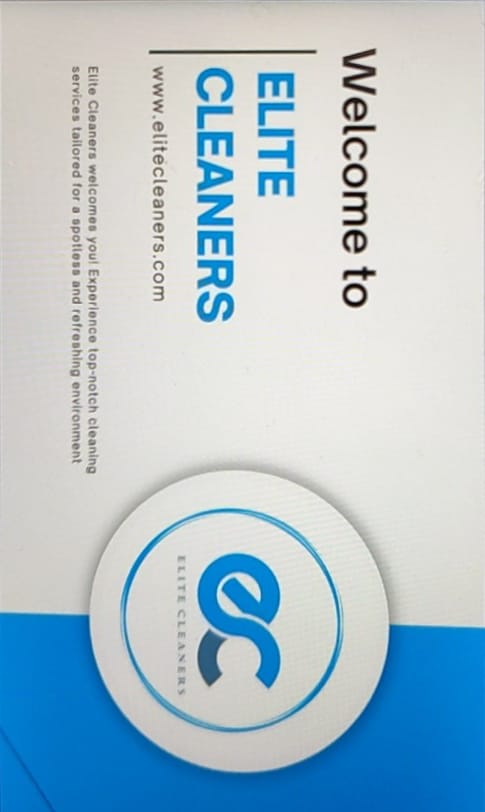 Welcome to
ELITE
CLEANERS
www.elitecleaners.com
Elite Cleaners welcomes you! Experience top-notch cleaning
services tailored for a spotless and refreshing environment
ec
ELITE CLEANERS